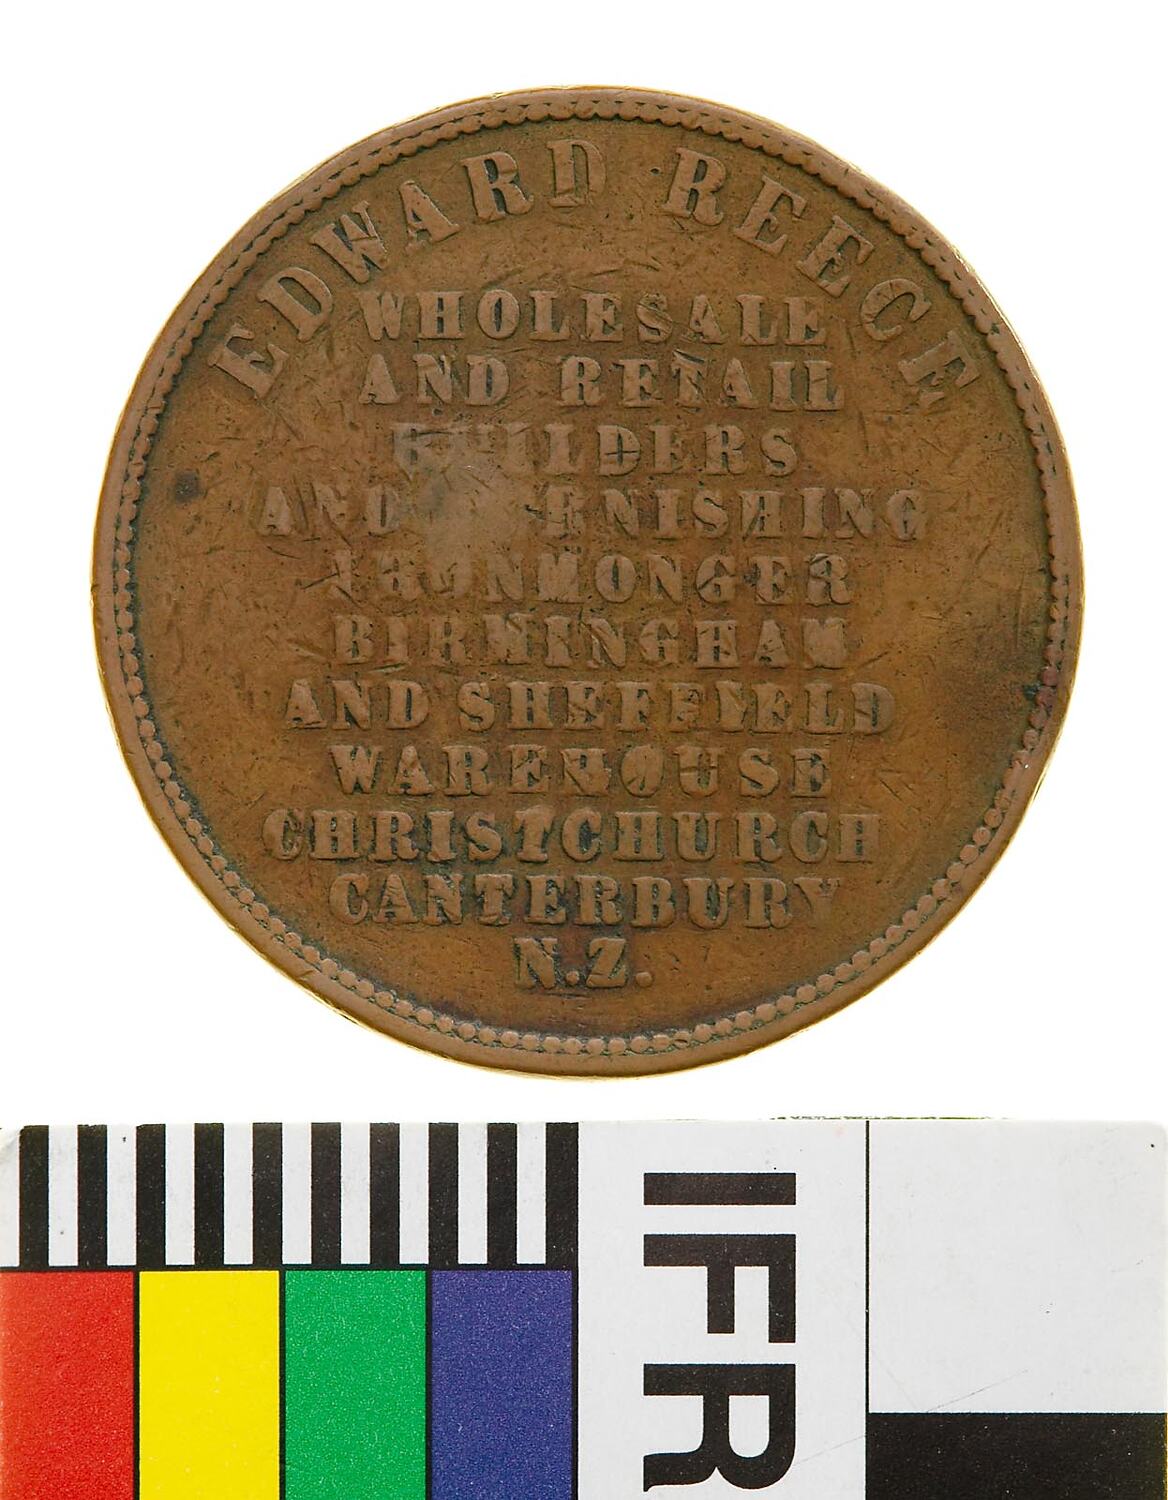 EDWARD REECE
WHOLESALE
AND RETAIL
BUILDERS
AND FURNISHING
IRONMONGER
BIRMINGHAM
AND SHEFFIELD
WAREHOUSE
CHRISTCHURCH
CANTERBURY
N.Z.
IFR